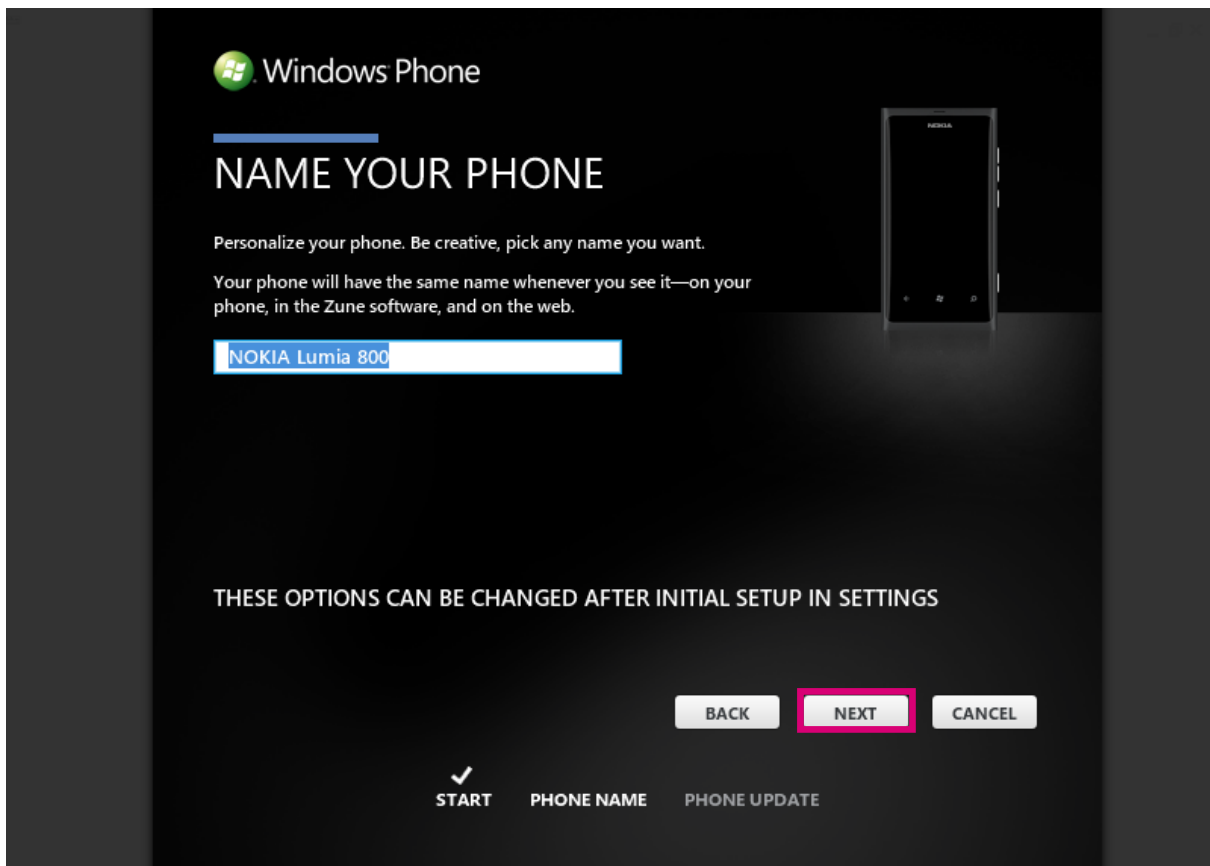 Windows Phone
NOKIA
NAME YOUR PHONE
Personalize your phone. Be creative, pick any name you want.
Your phone will have the same name whenever you see it—on your
phone, in the Zune software, and on the web.
NOKIA Lumia 800
THESE OPTIONS CAN BE CHANGED AFTER INITIAL SETUP IN SETTINGS
BACK NEXT CANCEL
START PHONE NAME PHONE UPDATE